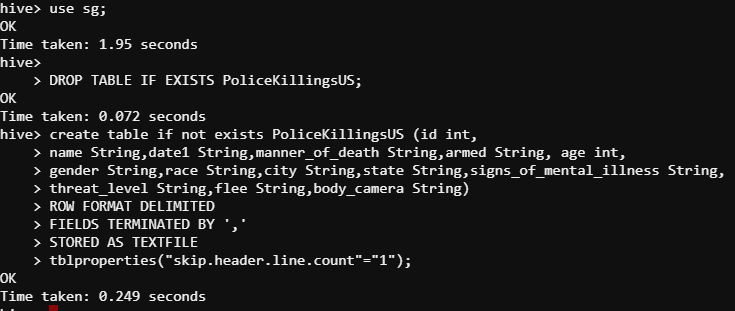 hive> use sg;
OK
Time taken: 1.95 seconds
hive>
    > DROP TABLE IF EXISTS PoliceKillingsUS;
OK
Time taken: 0.072 seconds
hive> create table if not exists PoliceKillingsUS (id int,
    > name String,date1 String,manner_of_death String,armed String, age int,
    > gender String,race String,city String,state String,signs_of_mental_illness String,
    > threat_level String,flee String,body_camera String)
    > ROW FORMAT DELIMITED
    > FIELDS TERMINATED BY ','
    > STORED AS TEXTFILE
    > tblproperties("skip.header.line.count"="1");
OK
Time taken: 0.249 seconds